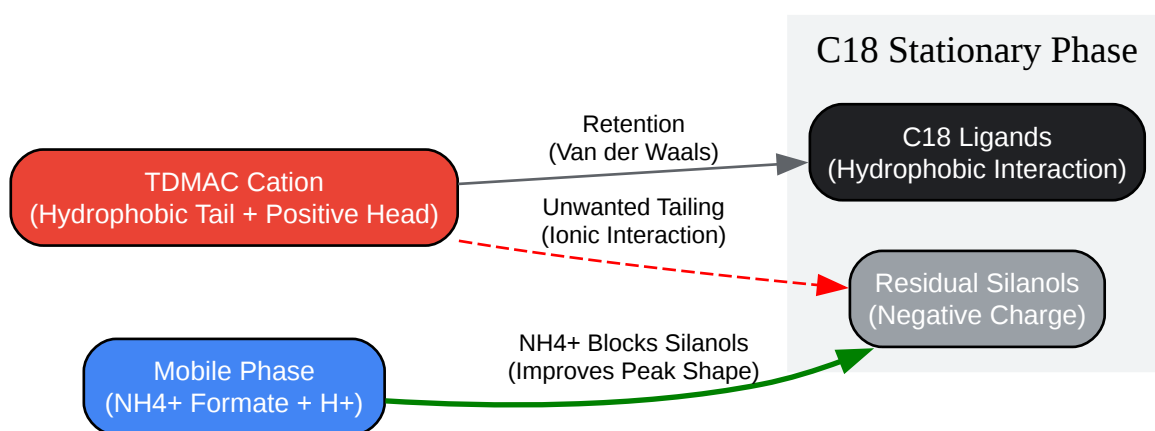 C18 Stationary Phase
Retention
(Van der Waals)
C18 Ligands
(Hydrophobic Interaction)
TDMAC Cation
(Hydrophobic Tail + Positive Head)
Unwanted Tailing
(Ionic Interaction)
Residual Silanols
(Negative Charge)
NH4+ Blocks Silanols
(Improves Peak Shape)
Mobile Phase
(NH4+ Formate + H+)